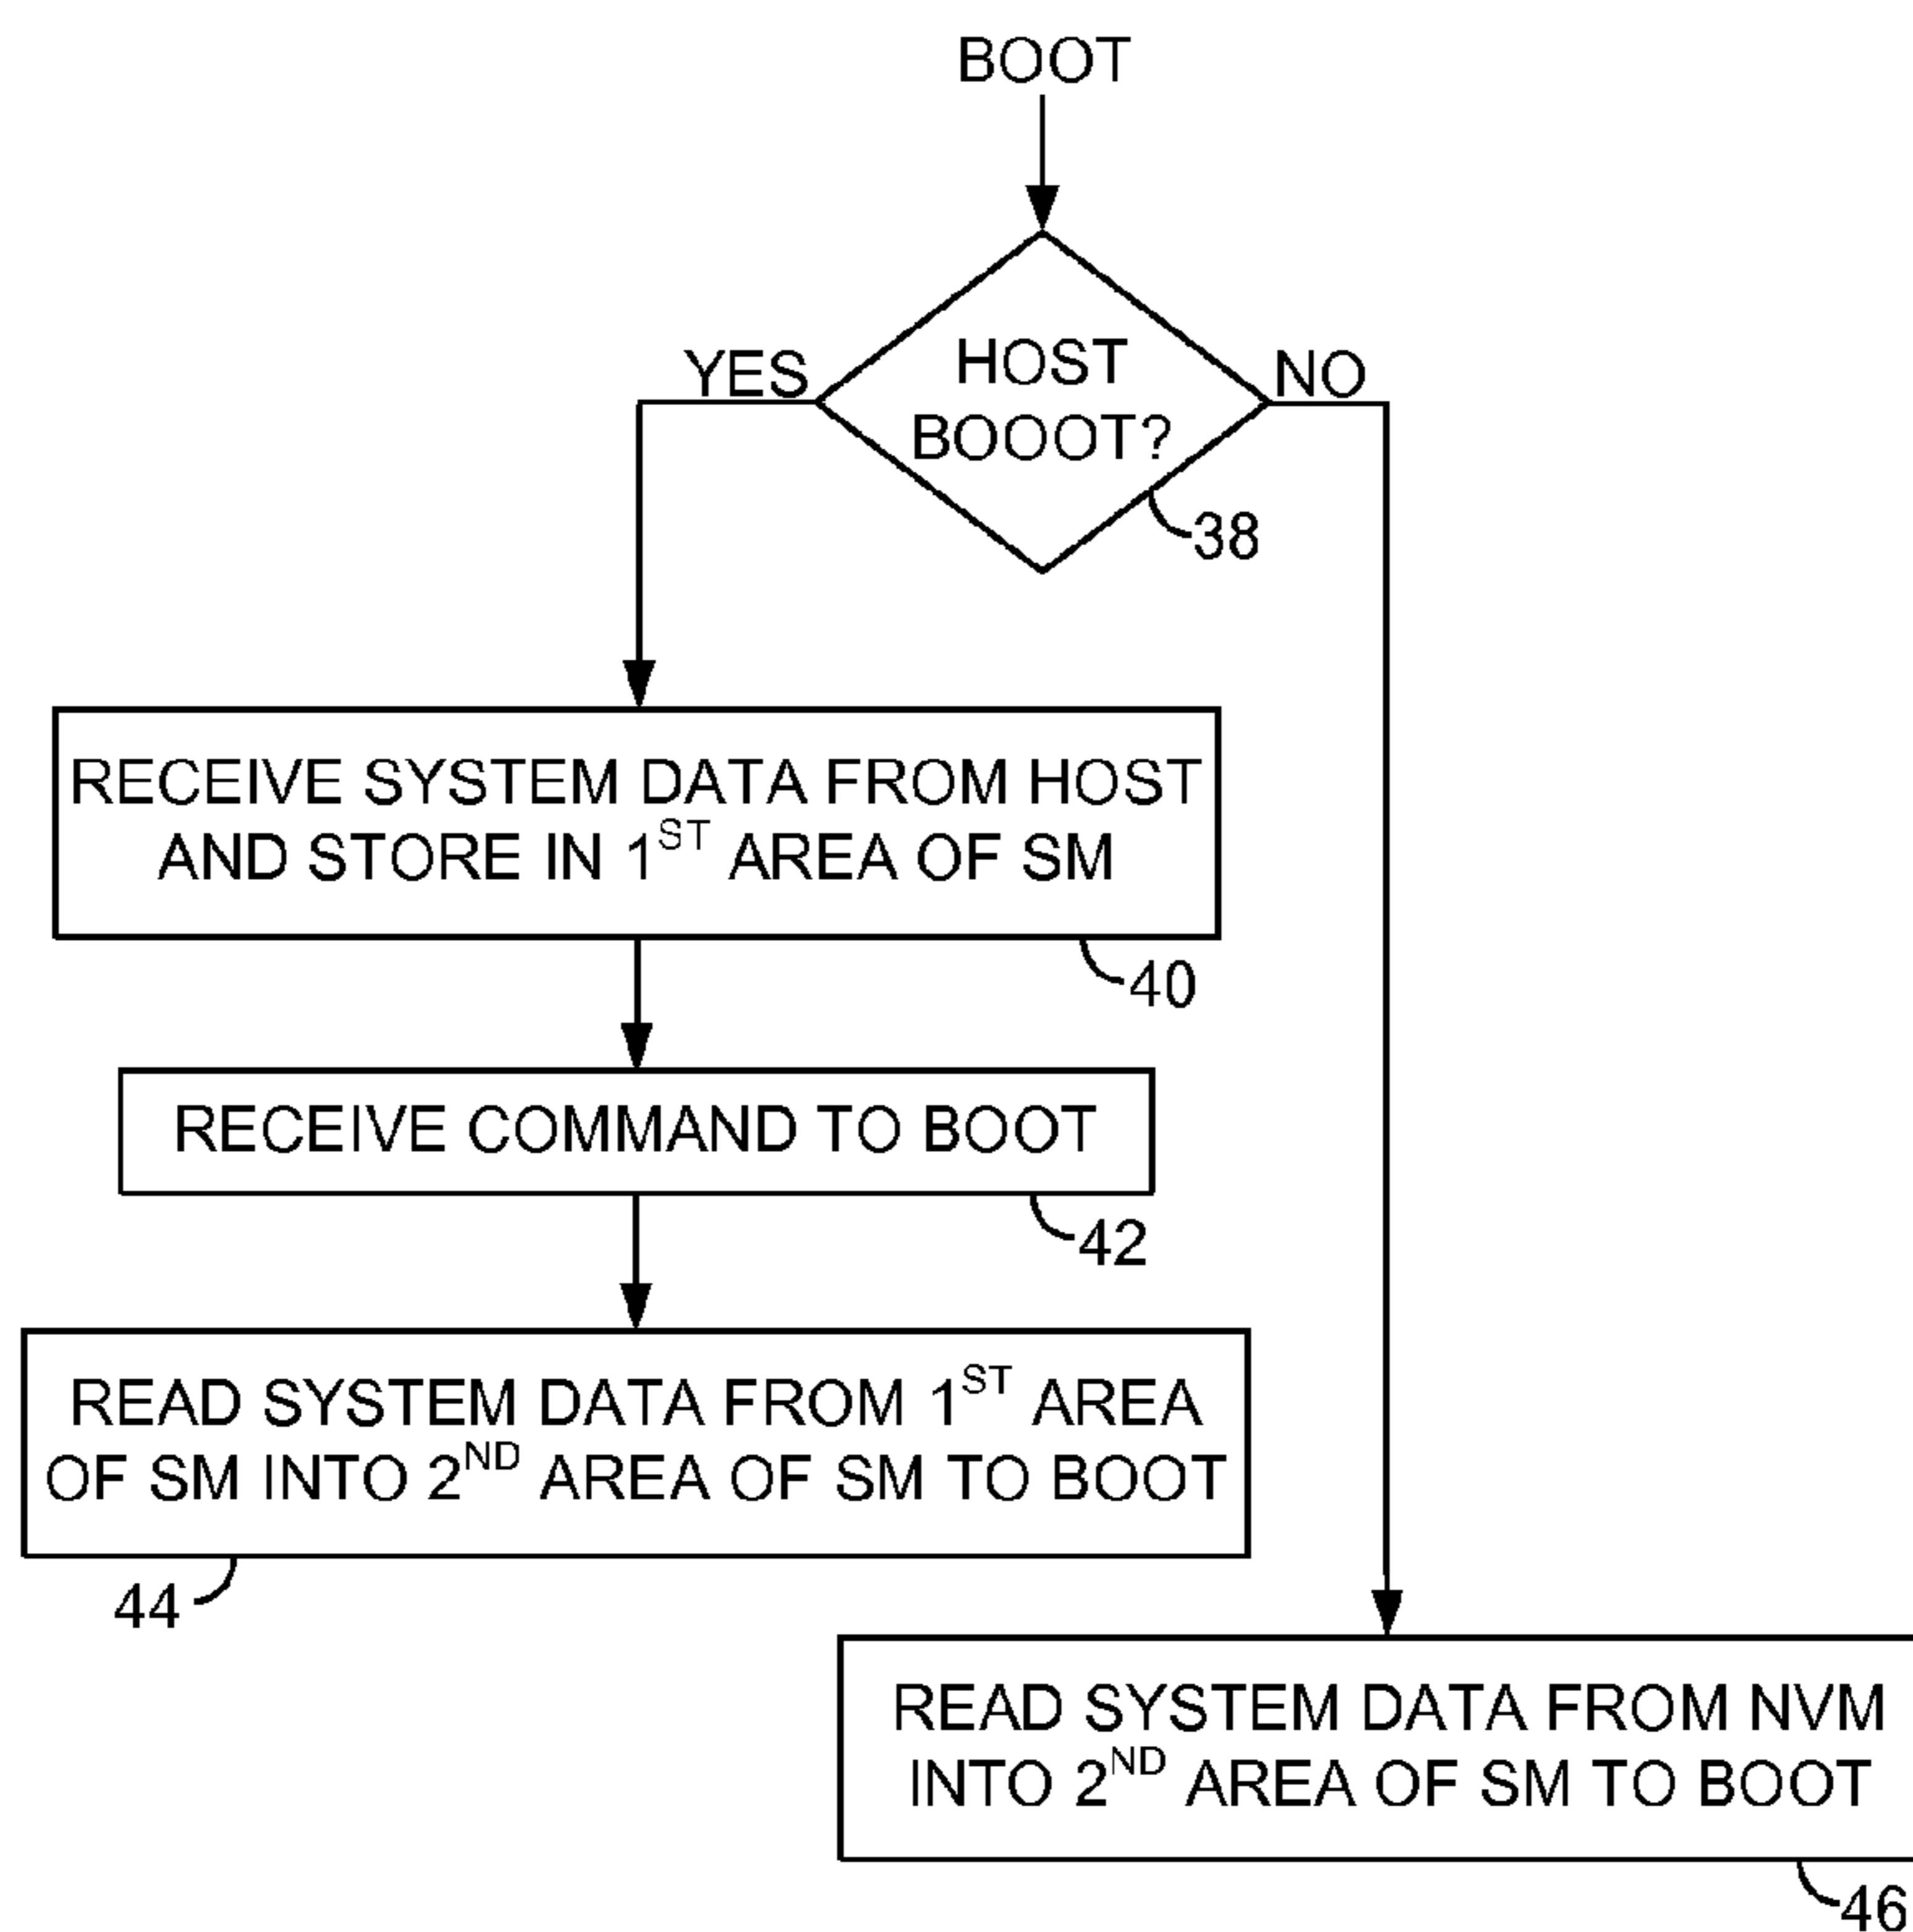 BOOT
HOST
BOOOT?
YES
NO
38
RECEIVE SYSTEM DATA FROM HOST
AND STORE IN 1ST AREA OF SM
40
RECEIVE COMMAND TO BOOT
42
READ SYSTEM DATA FROM 1ST AREA
OF SM INTO 2ND AREA OF SM TO BOOT
44
READ SYSTEM DATA FROM NVM
INTO 2ND AREA OF SM TO BOOT
46